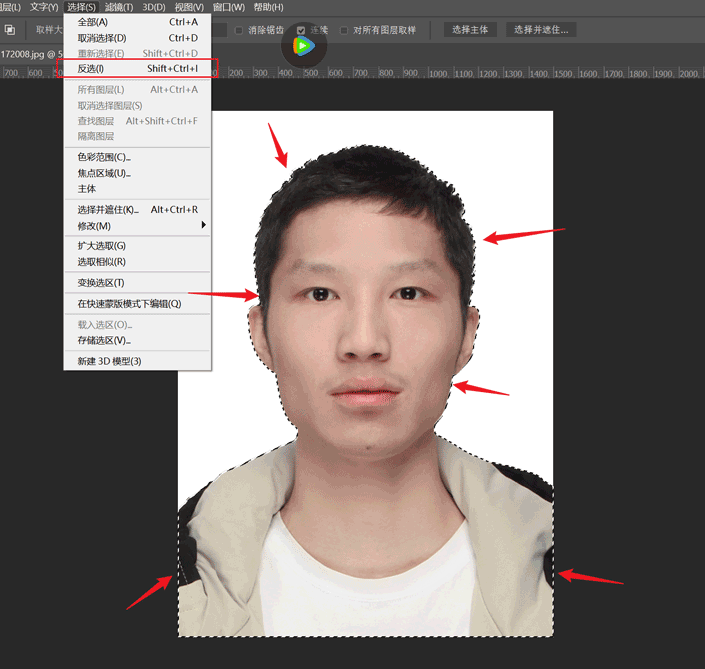 图层(L) 文字(Y) 选择(S) 滤镜(T) 3D(D) 视图(V) 窗口(W) 帮助(H)
取样大 消除锯齿 连续 对所有图层取样 选择主体 选择并遮住...
172008.jpg @ 5
700 600 5 200 300 400 500 600 700 800 900 1000 1100 1200 1300 1400 1500 1600 1700 1800 1900 2000
全部(A) Ctrl+A
取消选择(D) Ctrl+D
重新选择(E) Shift+Ctrl+D
反选(I) Shift+Ctrl+I
所有图层(L) Alt+Ctrl+A
取消选择图层(S)
查找图层 Alt+Shift+Ctrl+F
隔离图层
色彩范围(C)...
焦点区域(U)...
主体
选择并遮住(K)... Alt+Ctrl+R
修改(M)
扩大选取(G)
选取相似(R)
变换选区(T)
在快速蒙版模式下编辑(Q)
载入选区(O)...
存储选区(V)...
新建 3D 模型(3)